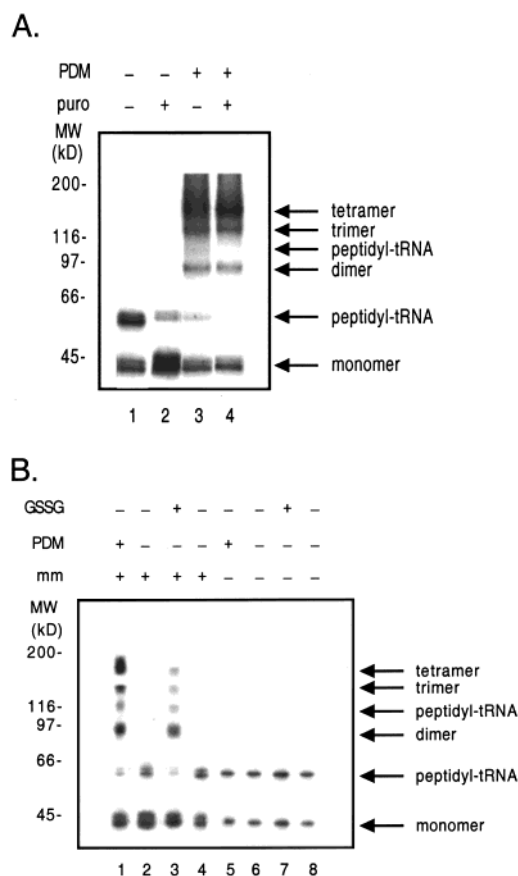 A.
PDM – – + +
puro – + – +
MW
(kD)
200-
tetramer
trimer
116-
peptidyl-tRNA
97-
dimer
66-
peptidyl-tRNA
45-
monomer
1 2 3 4
B.
GSSG – – + – – – + –
PDM + – – – + – – –
mm + + + + – – – –
MW
(kD)
200-
tetramer
trimer
116-
peptidyl-tRNA
97-
dimer
66-
peptidyl-tRNA
45-
monomer
1 2 3 4 5 6 7 8